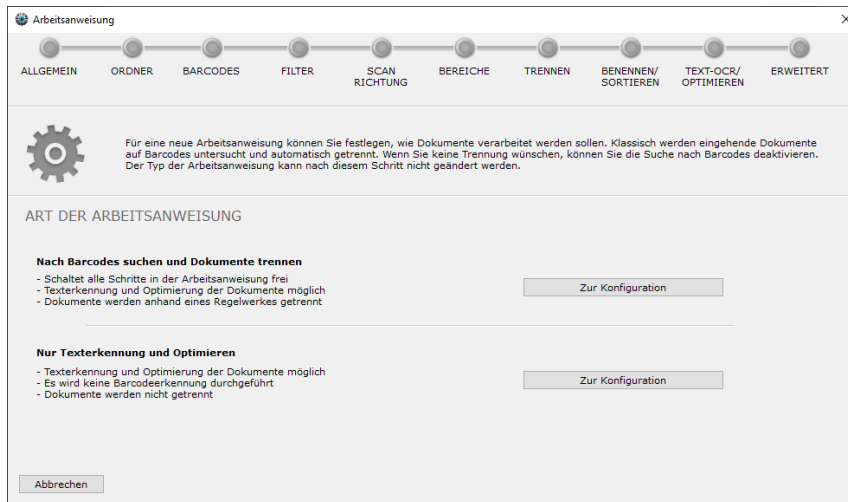 Arbeitsanweisung
ALLGEMEIN ORDNER BARCODES FILTER SCAN RICHTUNG BEREICHE TRENNEN BENENNEN/ SORTIEREN TEXT-OCR/ OPTIMIEREN ERWEITERT
Für eine neue Arbeitsanweisung können Sie festlegen, wie Dokumente verarbeitet werden sollen. Klassisch werden eingehende Dokumente
auf Barcodes untersucht und automatisch getrennt. Wenn Sie keine Trennung wünschen, können Sie die Suche nach Barcodes deaktivieren.
Der Typ der Arbeitsanweisung kann nach diesem Schritt nicht geändert werden.
ART DER ARBEITSANWEISUNG
Nach Barcodes suchen und Dokumente trennen
- Schaltet alle Schritte in der Arbeitsanweisung frei
- Texterkennung und Optimierung der Dokumente möglich
- Dokumente werden anhand eines Regelwerkes getrennt
Zur Konfiguration
Nur Texterkennung und Optimieren
- Texterkennung und Optimierung der Dokumente möglich
- Es wird keine Barcodeerkennung durchgeführt
- Dokumente werden nicht getrennt
Zur Konfiguration
Abbrechen